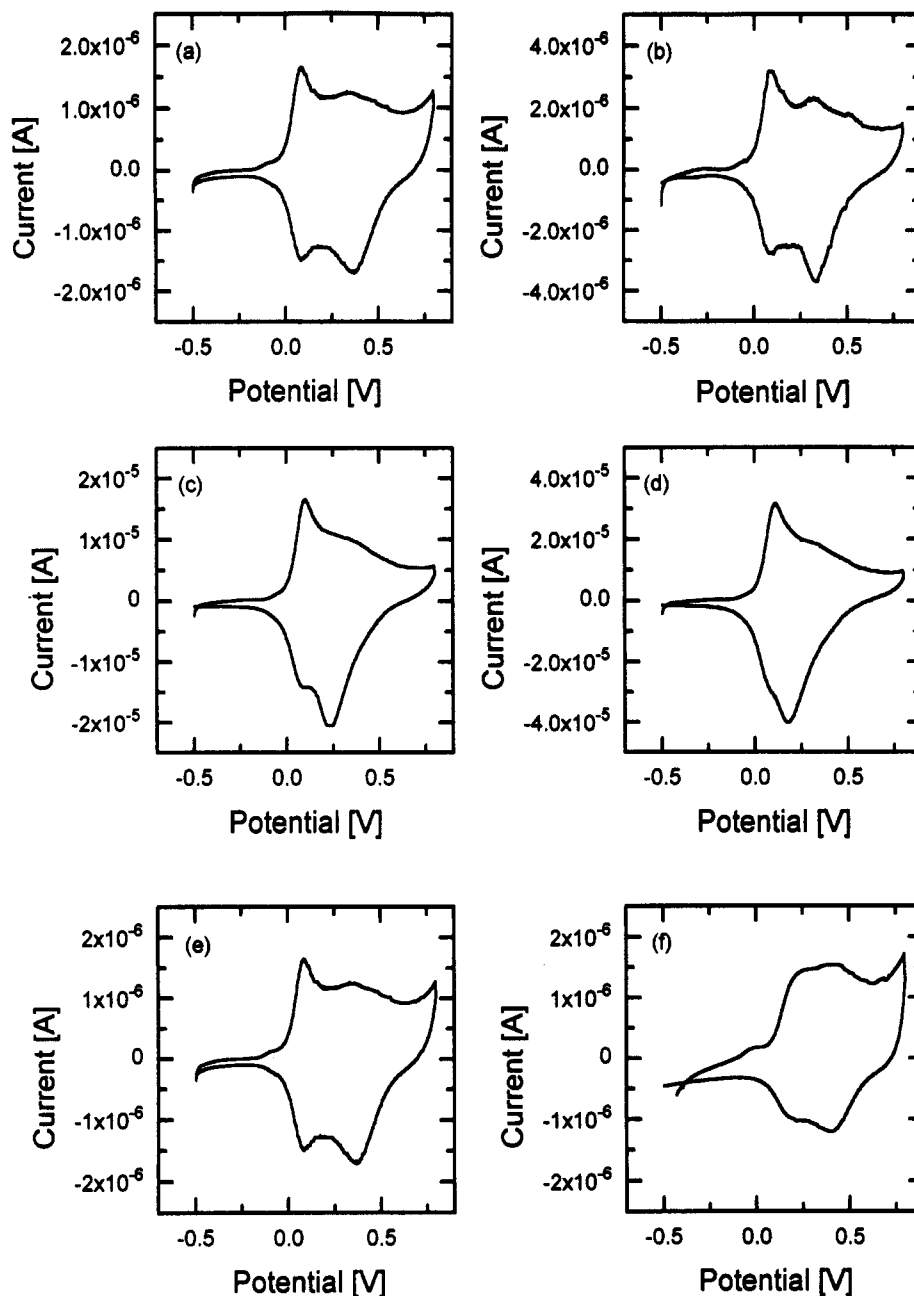 (a)
Current [A]
2.0x10⁻⁶
1.0x10⁻⁶
0.0
-1.0x10⁻⁶
-2.0x10⁻⁶
-0.5 0.0 0.5
Potential [V]
(b)
Current [A]
4.0x10⁻⁶
2.0x10⁻⁶
0.0
-2.0x10⁻⁶
-4.0x10⁻⁶
-0.5 0.0 0.5
Potential [V]
(c)
Current [A]
2x10⁻⁵
1x10⁻⁵
0
-1x10⁻⁵
-2x10⁻⁵
-0.5 0.0 0.5
Potential [V]
(d)
Current [A]
4.0x10⁻⁵
2.0x10⁻⁵
0.0
-2.0x10⁻⁵
-4.0x10⁻⁵
-0.5 0.0 0.5
Potential [V]
(e)
Current [A]
2x10⁻⁶
1x10⁻⁶
0
-1x10⁻⁶
-2x10⁻⁶
-0.5 0.0 0.5
Potential [V]
(f)
Current [A]
2x10⁻⁶
1x10⁻⁶
0
-1x10⁻⁶
-2x10⁻⁶
-0.5 0.0 0.5
Potential [V]